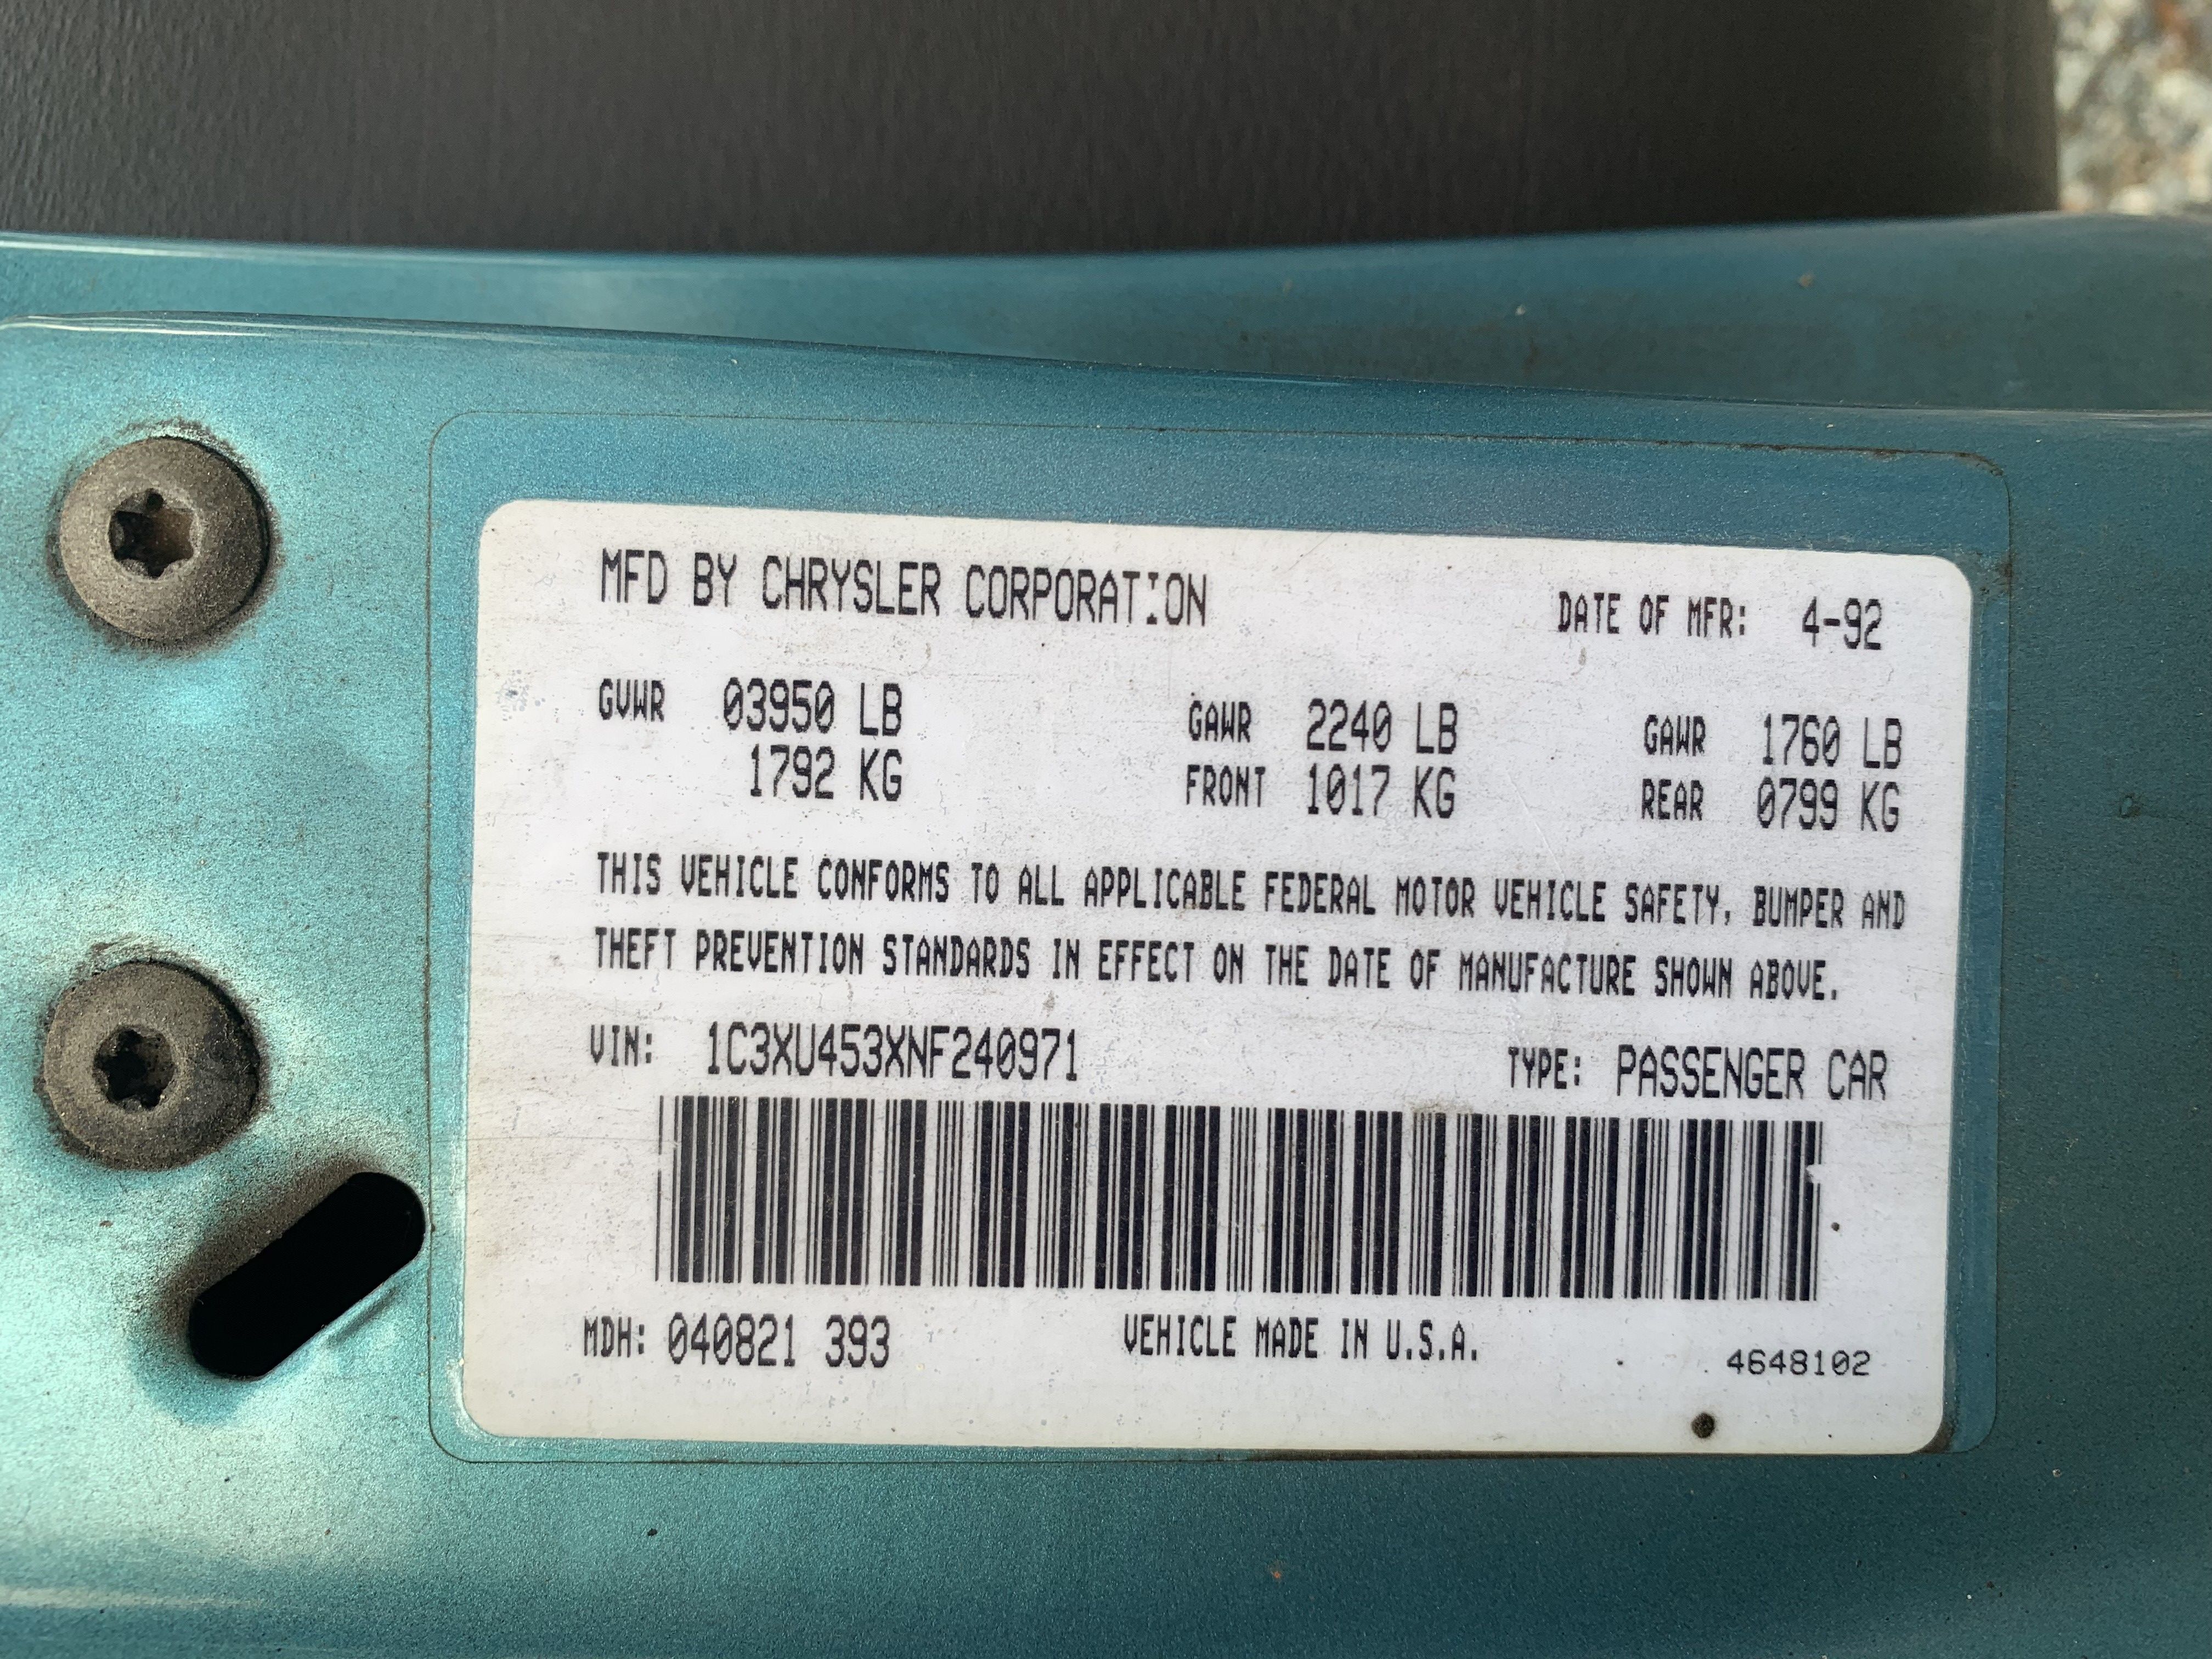 MFD BY CHRYSLER CORPORATION DATE OF MFR: 4-92
GVWR 03950 LB GAWR 2240 LB GAWR 1760 LB
1792 KG FRONT 1017 KG REAR 0799 KG
THIS VEHICLE CONFORMS TO ALL APPLICABLE FEDERAL MOTOR VEHICLE SAFETY, BUMPER AND
THEFT PREVENTION STANDARDS IN EFFECT ON THE DATE OF MANUFACTURE SHOWN ABOVE.
VIN: 1C3XU453XNF240971 TYPE: PASSENGER CAR
MDH: 040821 393 VEHICLE MADE IN U.S.A. 4648102